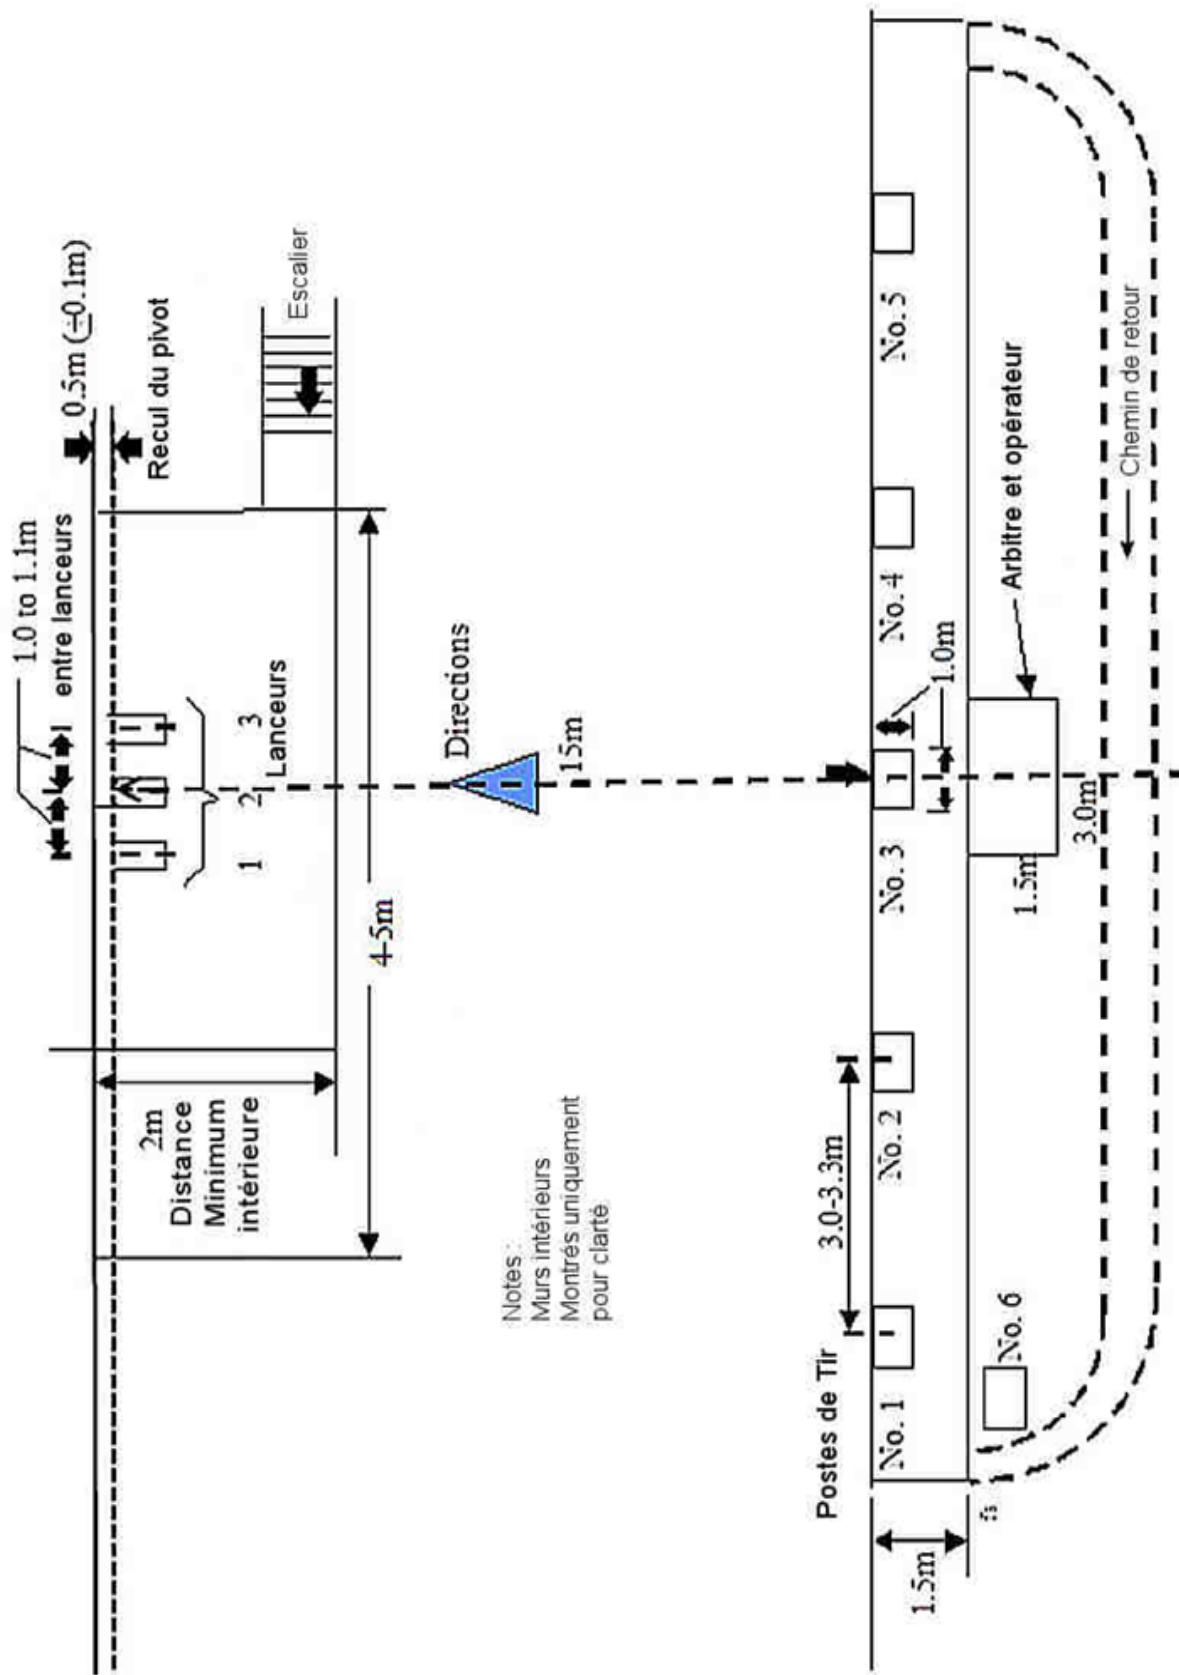 1.0 to 1.1m
entre lanceurs
0.5m (±0.1m)
Recul du pivot
Escalier
1 2 3
Lanceurs
2m
Distance
Minimum
intérieure
4-5m
Directions
15m
Notes :
Murs intérieurs
Montrés uniquement
pour clarté
Postes de Tir
3.0-3.3m
No. 1
No. 2
No. 3
No. 4
No. 5
1.0m
1.5m
No. 6
1.5m
3.0m
Arbitre et opérateur
Chemin de retour